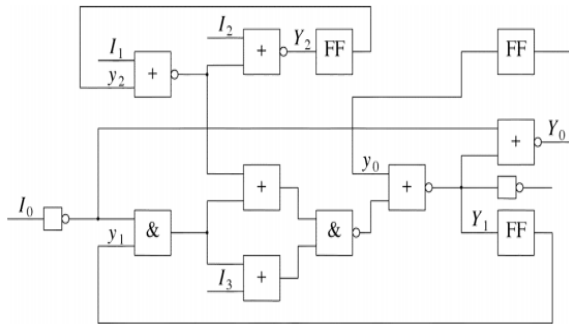 I2 Y2 FF FF
I1
y2 + +
y0 + Y0
+ +
I0 y1 & & Y1 FF
I3 +